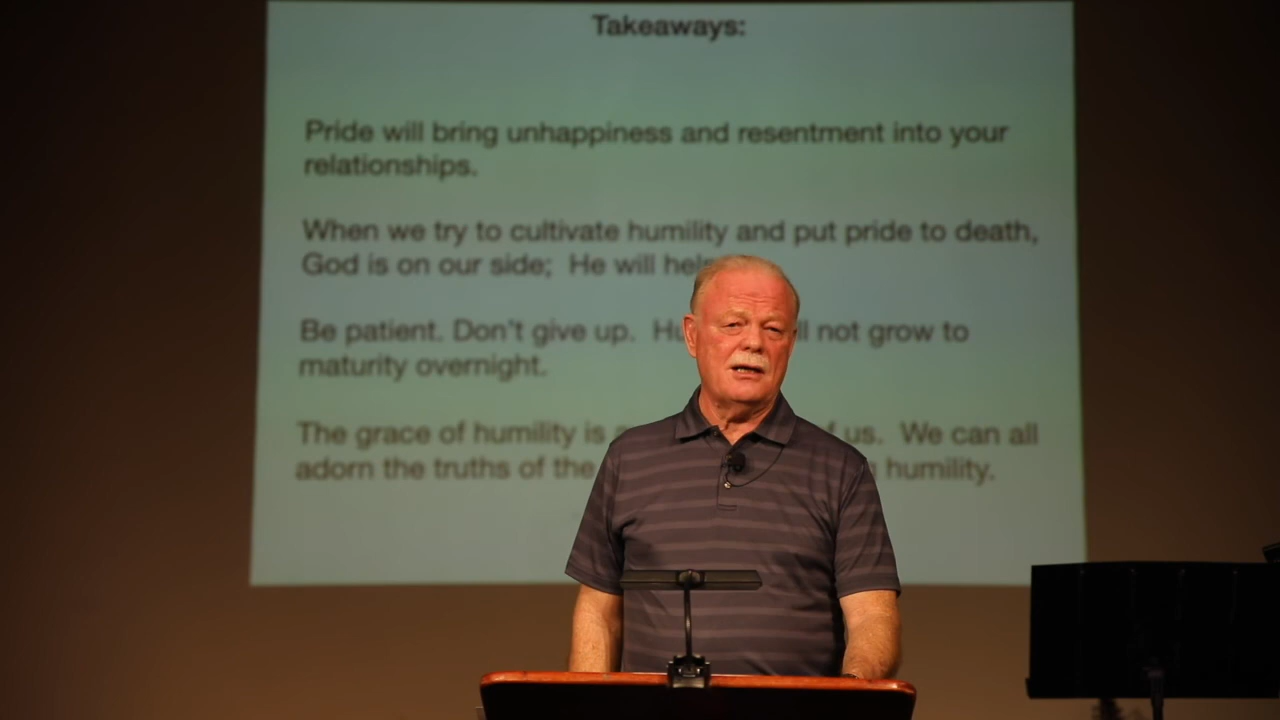 Takeaways:
Pride will bring unhappiness and resentment into your
relationships.
When we try to cultivate humility and put pride to death,
God is on our side; He will help
Be patient. Don't give up. not grow to
maturity overnight.
The grace of humility is us. We can all
adorn the truths of the humility.